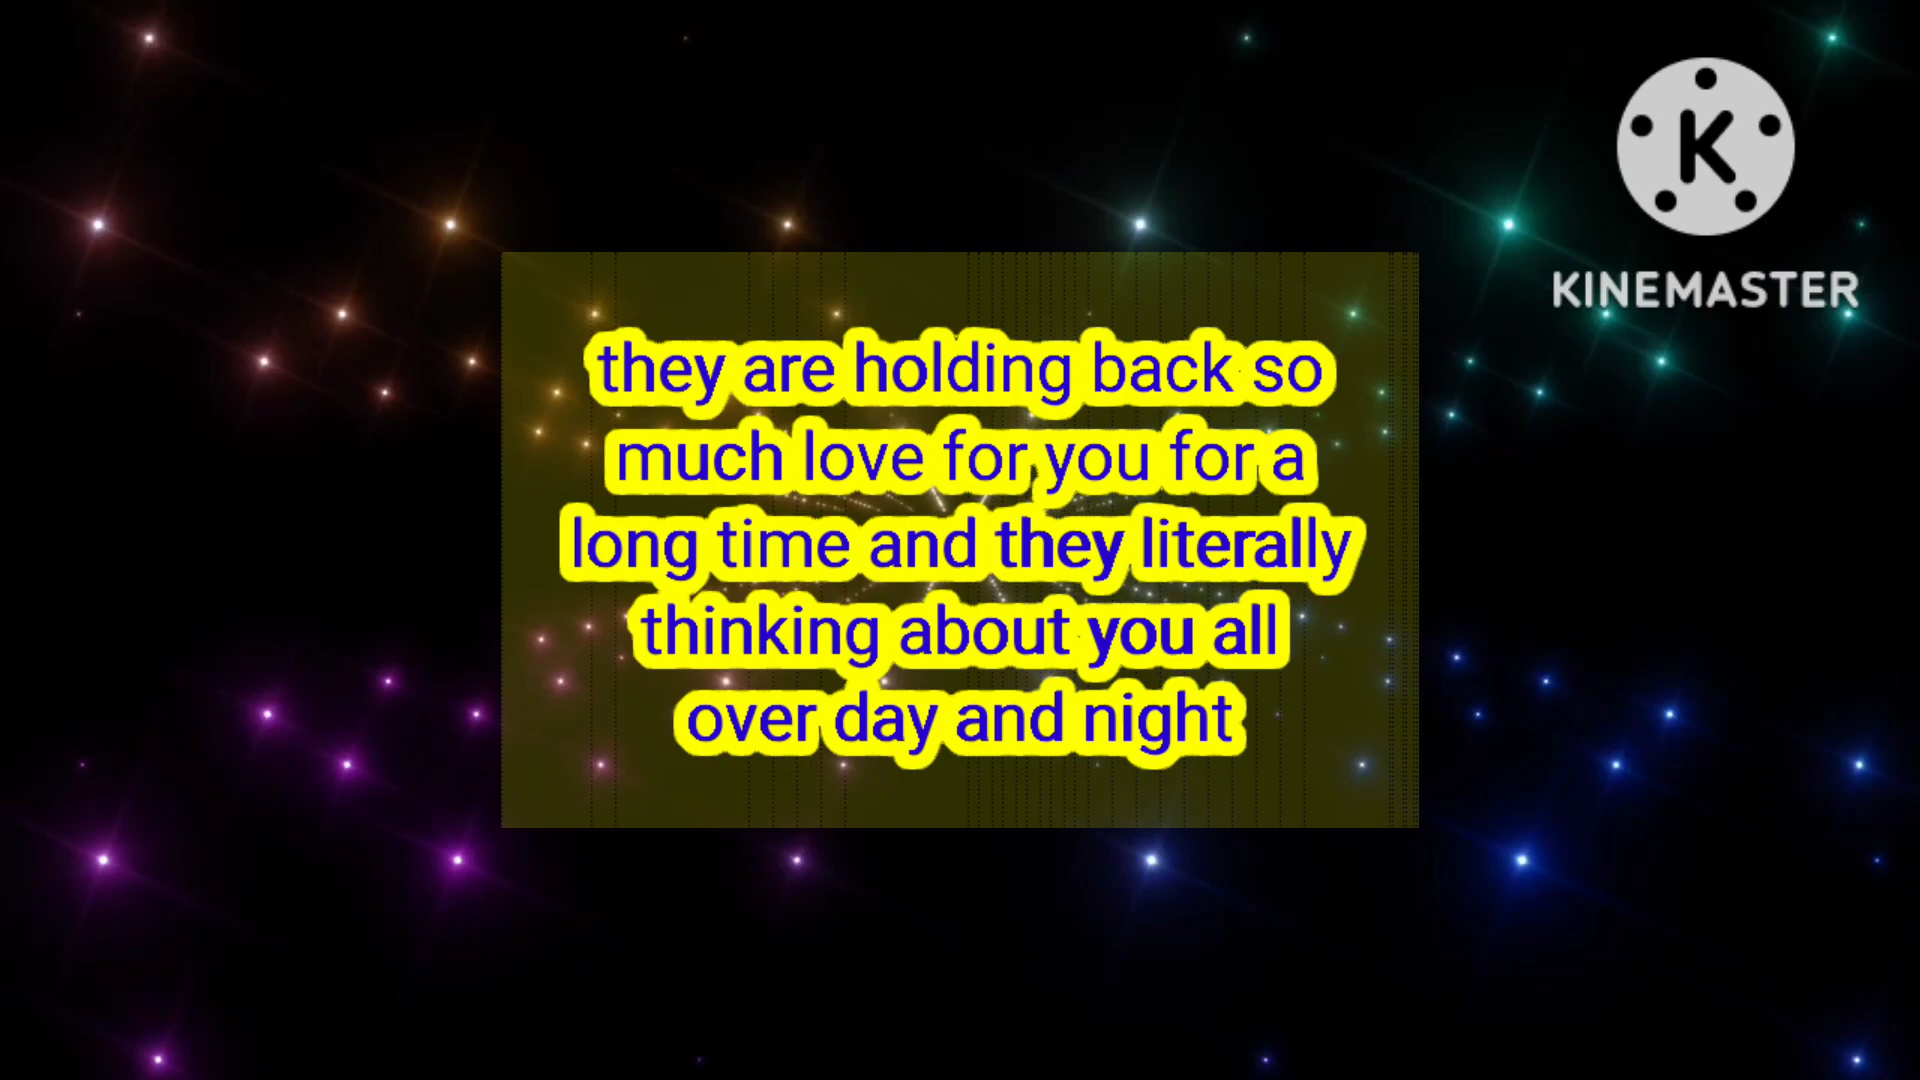 K
KINEMASTER
they are holding back so
much love for you for a
long time and they literally
thinking about you all
over day and night